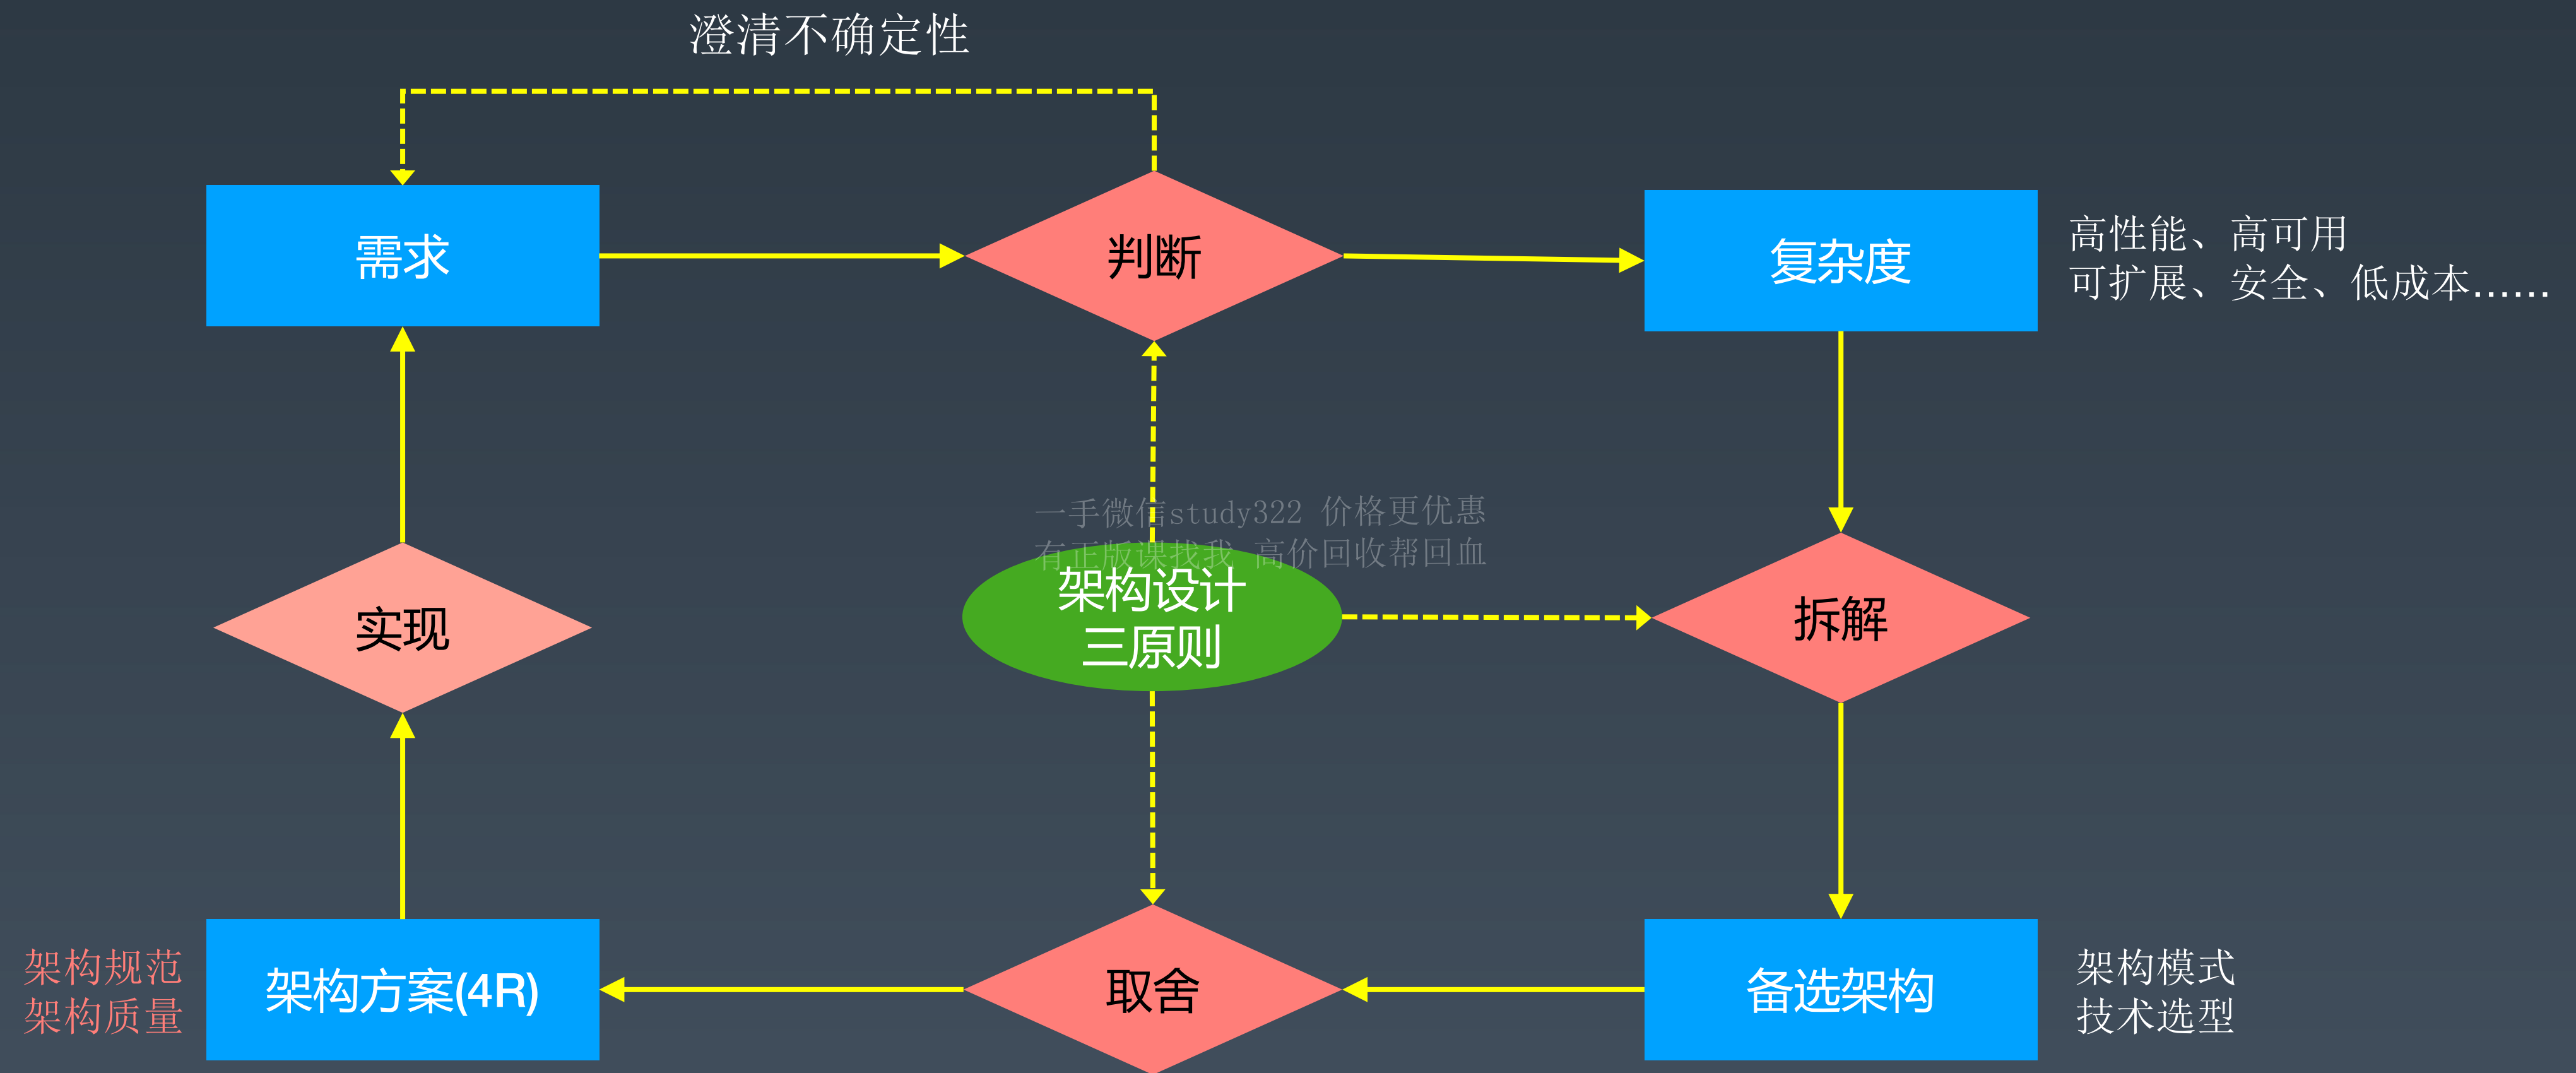 澄清不确定性
需求
判断
复杂度
高性能、高可用
可扩展、安全、低成本……
一手微信study322 价格更优惠
有正版课找我 高价回收帮回血
架构设计
三原则
实现
拆解
架构规范
架构质量
架构方案(4R)
取舍
备选架构
架构模式
技术选型